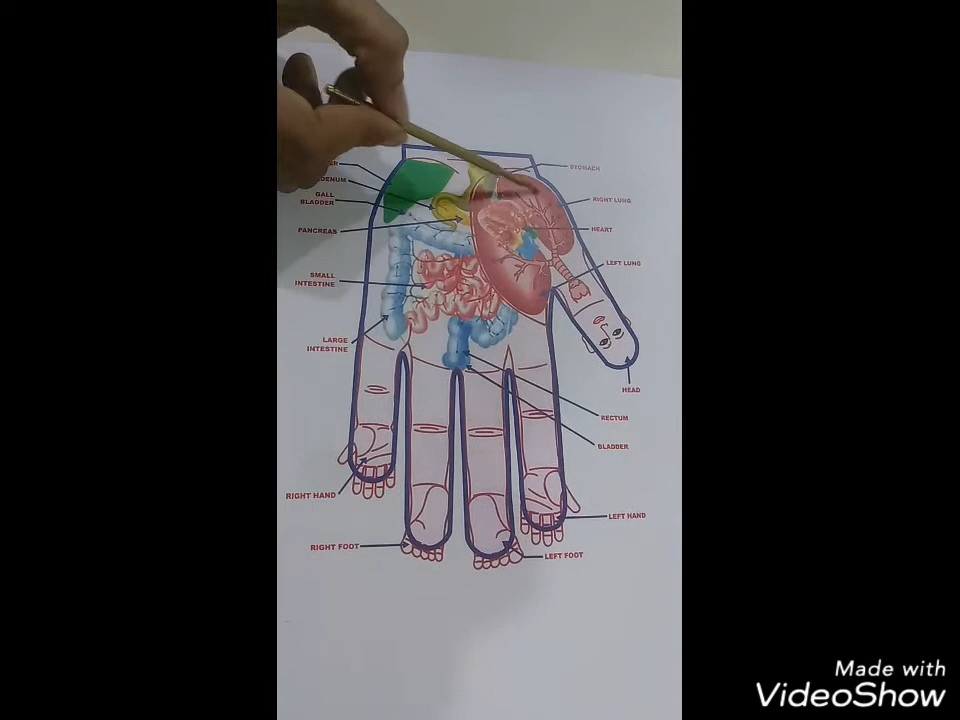 STOMACH
GALL
BLADDER
RIGHT LUNG
PANCREAS
HEART
LEFT LUNG
SMALL
INTESTINE
LARGE
INTESTINE
HEAD
RECTUM
BLADDER
RIGHT HAND
LEFT HAND
RIGHT FOOT
LEFT FOOT
Made with
VideoShow